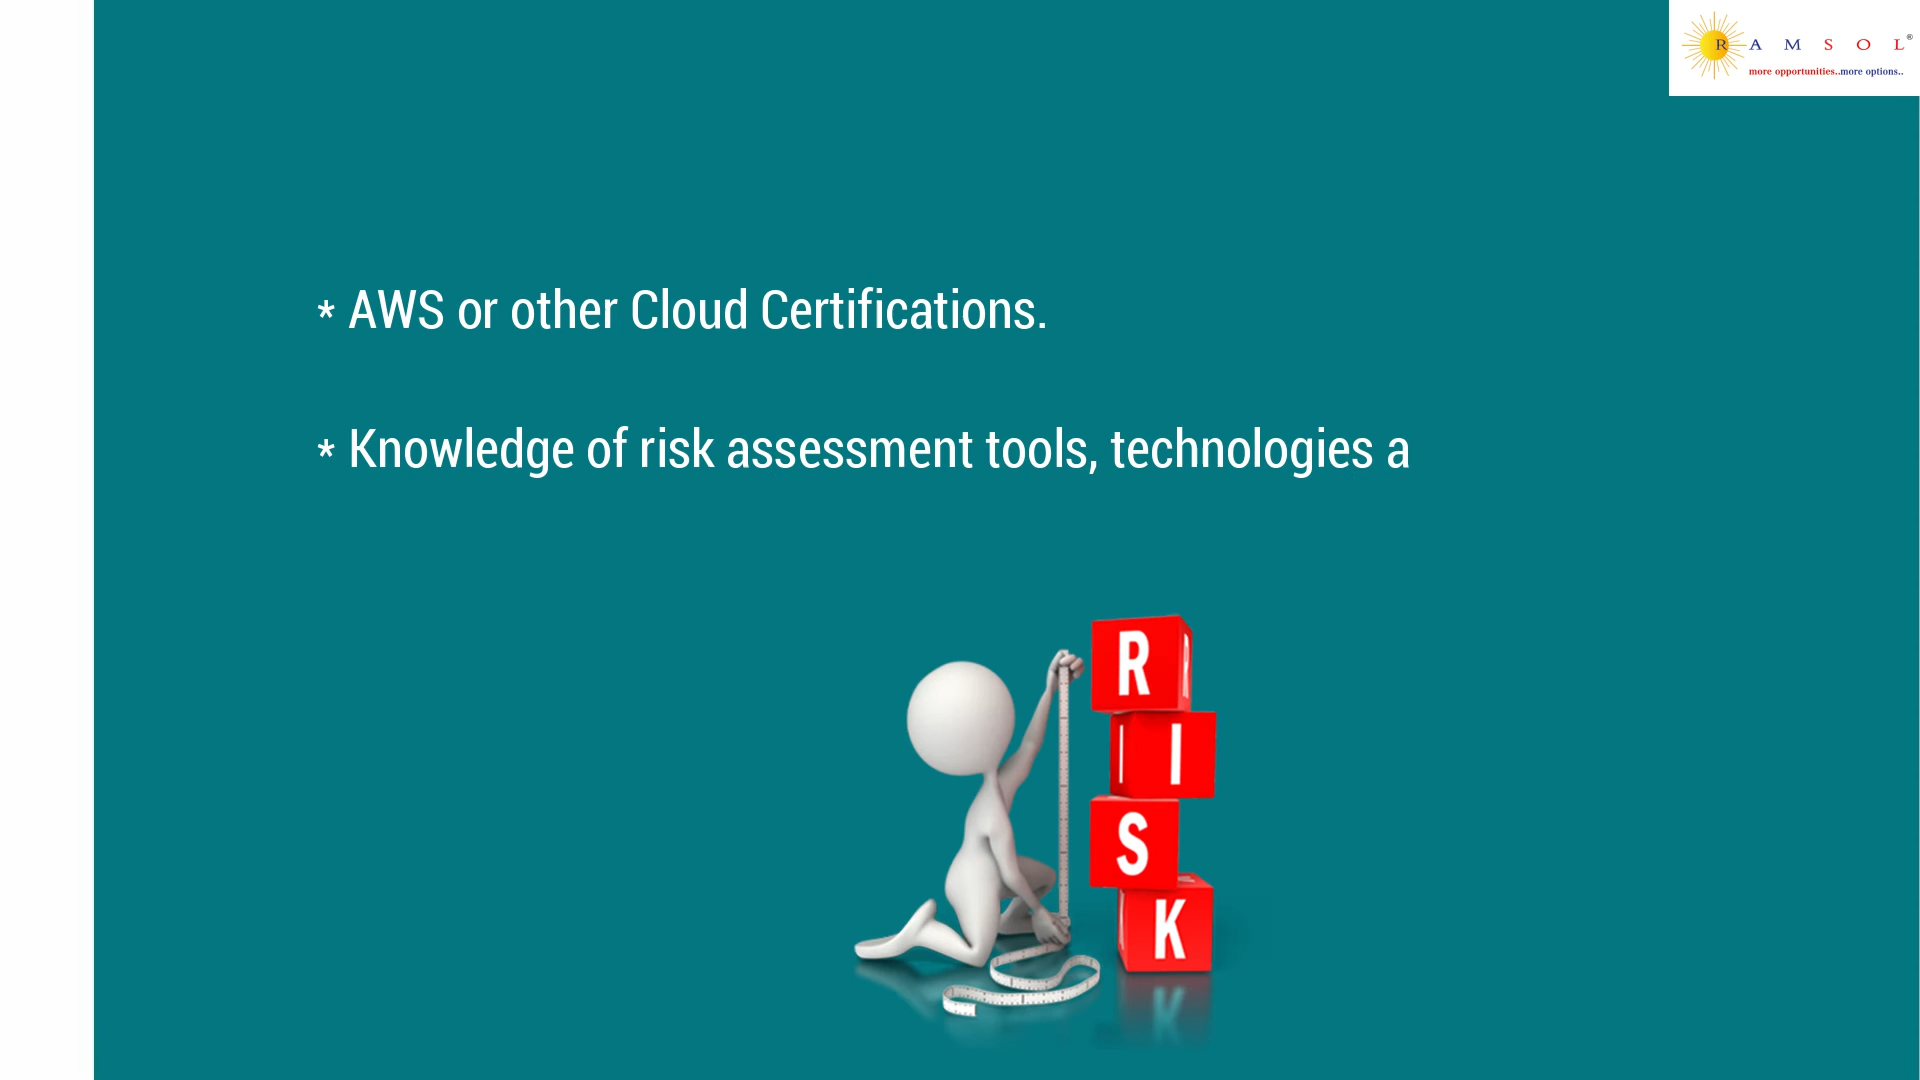 R A M S O L®
more opportunities..more options..
* AWS or other Cloud Certifications.
* Knowledge of risk assessment tools, technologies a
R
I
S
K